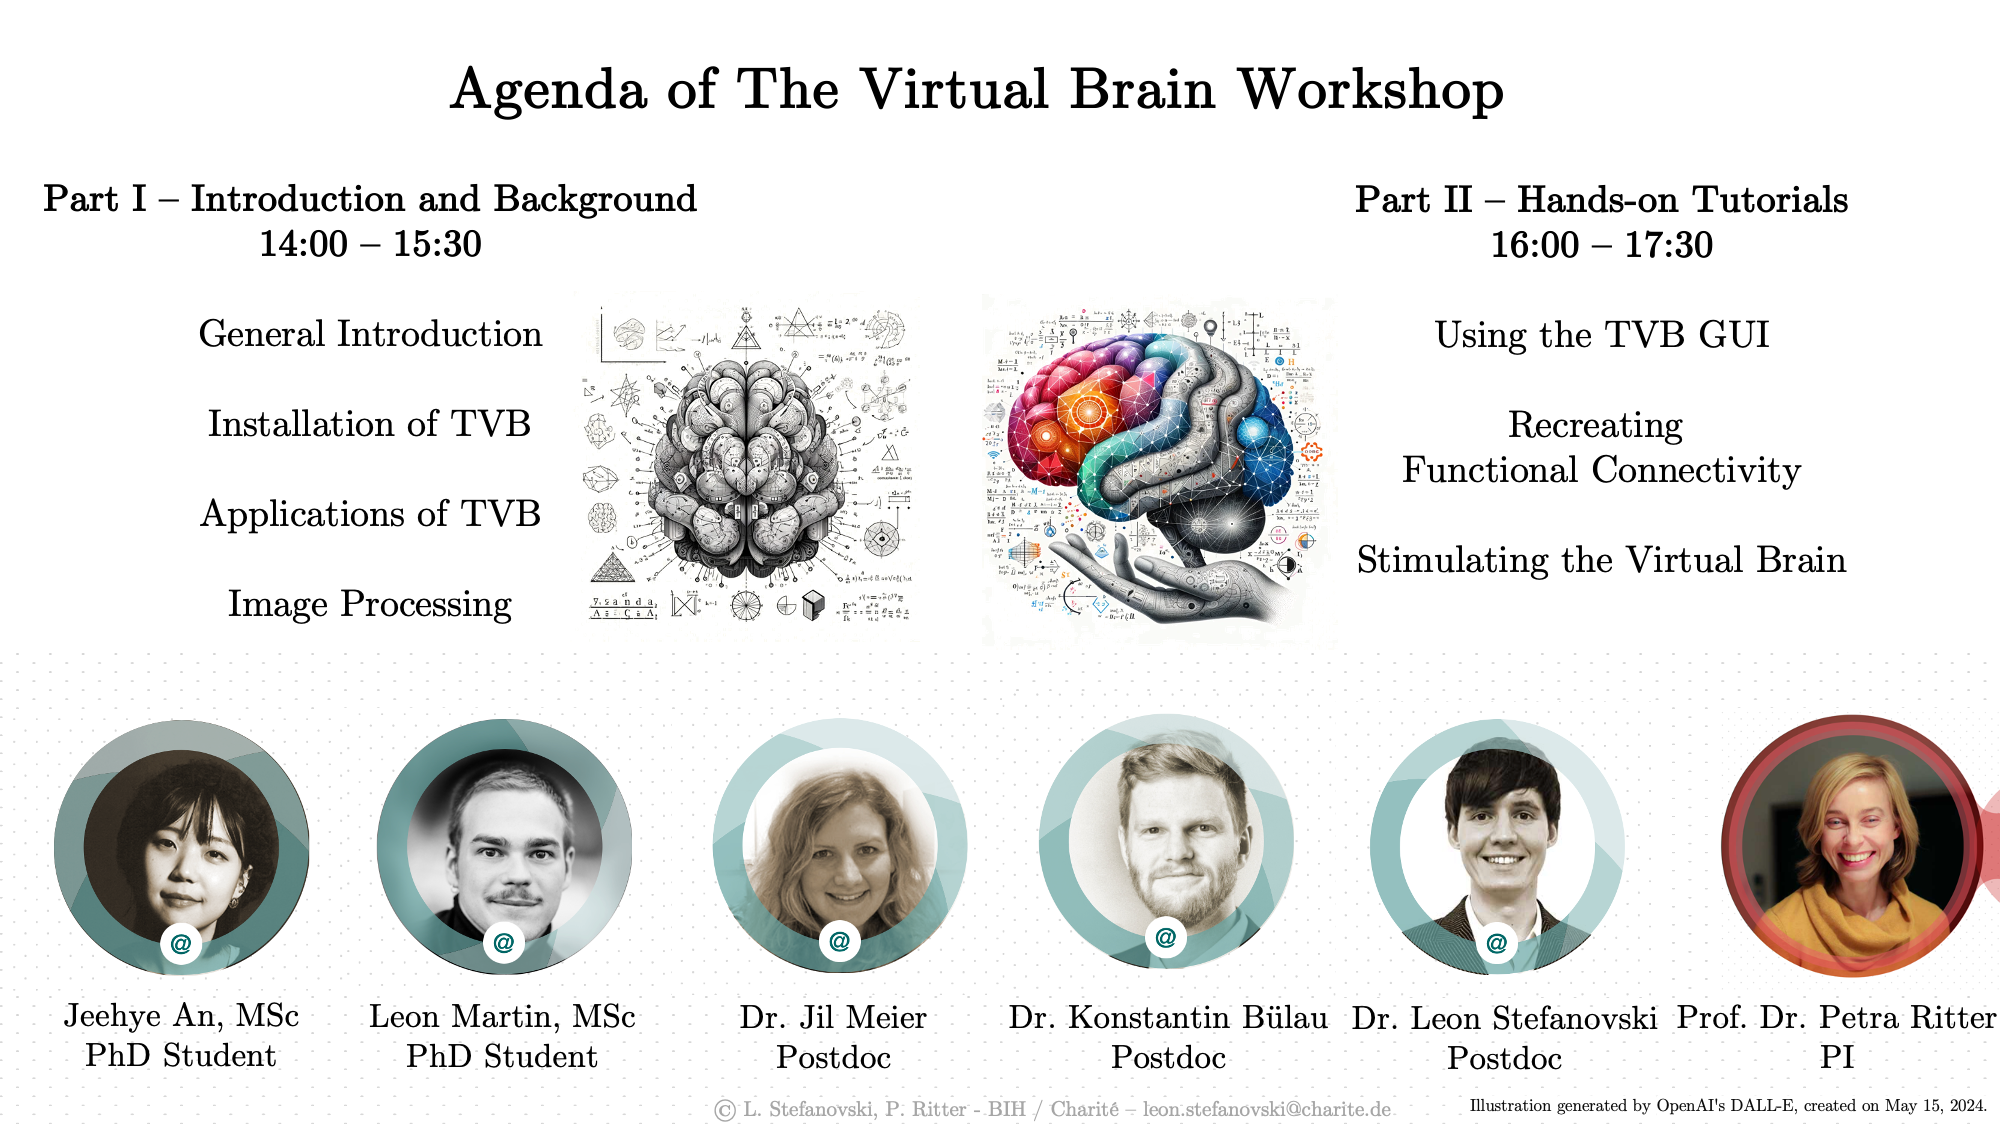 Agenda of The Virtual Brain Workshop
Part I – Introduction and Background
14:00 – 15:30
General Introduction
Installation of TVB
Applications of TVB
Image Processing
Part II – Hands-on Tutorials
16:00 – 17:30
Using the TVB GUI
Recreating
Functional Connectivity
Stimulating the Virtual Brain
@
@
@
@
@
Jeehye An, MSc
PhD Student
Leon Martin, MSc
PhD Student
Dr. Jil Meier
Postdoc
Dr. Konstantin Bülau
Postdoc
Dr. Leon Stefanovski
Postdoc
Prof. Dr. Petra Ritter
PI
© L. Stefanovski, P. Ritter - BIH / Charité – leon.stefanovski@charite.de
Illustration generated by OpenAI's DALL-E, created on May 15, 2024.